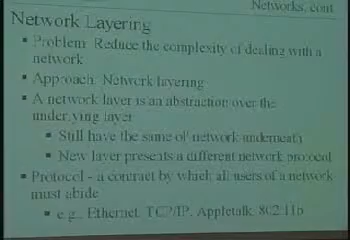 Networks, cont
Network Layering
▪ Problem: Reduce the complexity of dealing with a
network
▪ Approach: Network layering
▪ A network layer is an abstraction over the
underlying layer
▪ Still have the same ol' network underneath
▪ New layer presents a different network protocol
▪ Protocol - a contract by which all users of a network
must abide
▪ e.g., Ethernet, TCP/IP, Appletalk, 802.11b